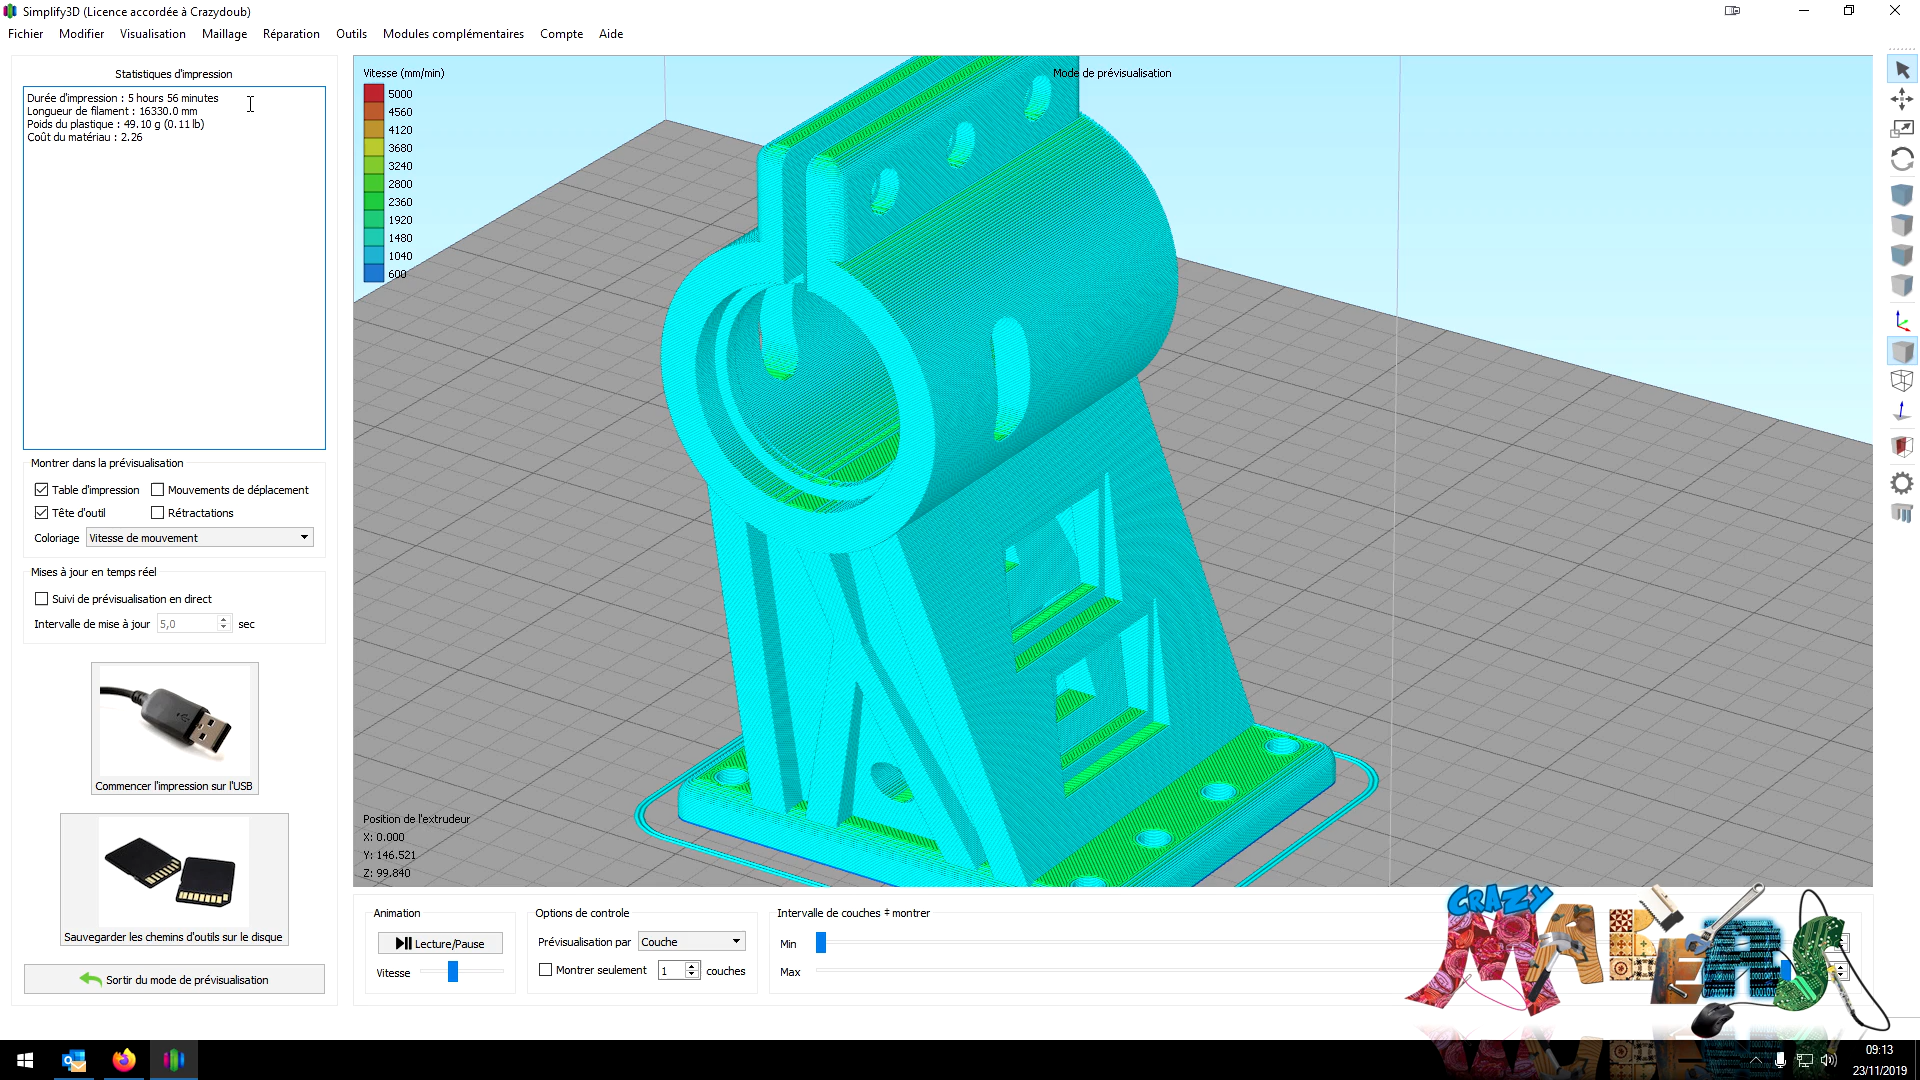 Simplify3D (Licence accordée à Crazydoub)
Fichier Modifier Visualisation Maillage Réparation Outils Modules complémentaires Compte Aide
Statistiques d'impression
Durée d'impression : 5 hours 56 minutes
Longueur de filament : 16330.0 mm
Poids du plastique : 49.10 g (0.11 lb)
Coût du matériau : 2.26
Montrer dans la prévisualisation
Table d'impression Mouvements de déplacement
Tête d'outil Rétractations
Coloriage Vitesse de mouvement
Mises à jour en temps réel
Suivi de prévisualisation en direct
Intervalle de mise à jour 5,0 sec
Commencer l'impression sur l'USB
Sauvegarder les chemins d'outils sur le disque
Sortir du mode de prévisualisation
Vitesse (mm/min)
5000
4560
4120
3680
3240
2800
2360
1920
1480
1040
600
Mode de prévisualisation
Position de l'extrudeur
X: 0.000
Y: 146.521
Z: 99.840
Animation
Lecture/Pause
Vitesse
Options de controle
Prévisualisation par Couche
Montrer seulement 1 couches
Intervalle de couches ‡ montrer
Min
Max
CRAZY
MAKERS
09:13
23/11/2019